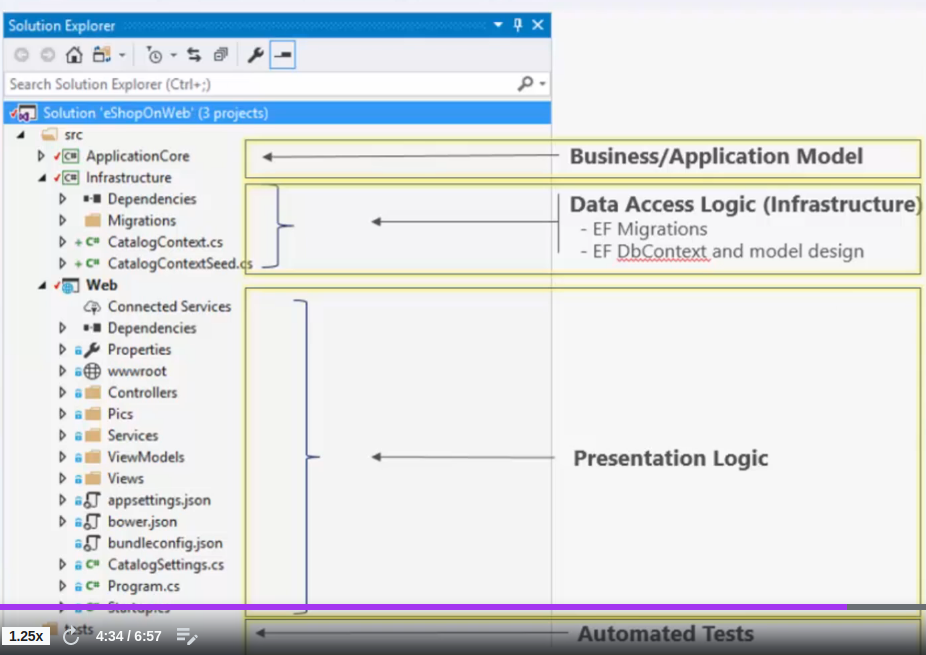 Solution Explorer
Search Solution Explorer (Ctrl+;)
Solution 'eShopOnWeb' (3 projects)
src
ApplicationCore
Business/Application Model
Infrastructure
Dependencies
Data Access Logic (Infrastructure)
Migrations
- EF Migrations
CatalogContext.cs
- EF DbContext and model design
CatalogContextSeed.cs
Web
Connected Services
Dependencies
Properties
wwwroot
Controllers
Pics
Services
ViewModels
Presentation Logic
Views
appsettings.json
bower.json
bundleconfig.json
CatalogSettings.cs
Program.cs
Startup.cs
tests
Automated Tests
1.25x
4:34 / 6:57